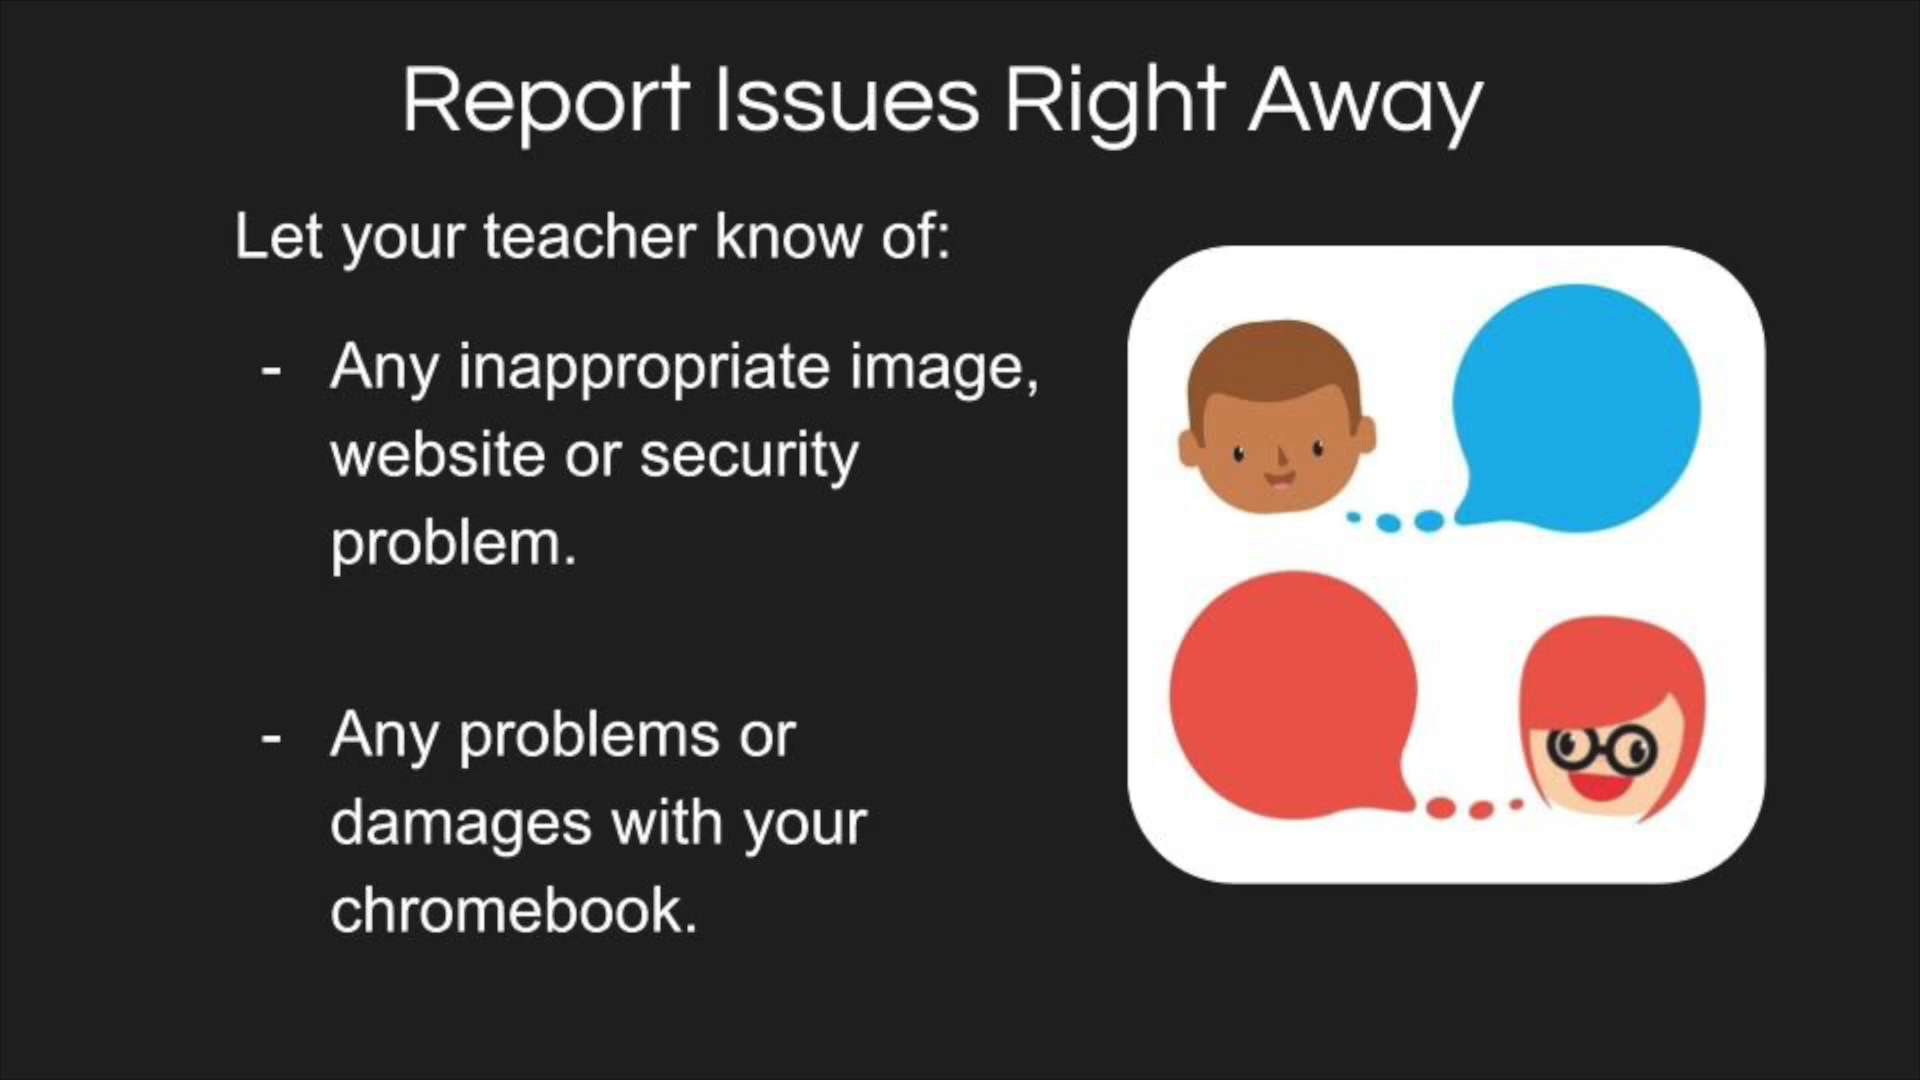 Report Issues Right Away
Let your teacher know of:
- Any inappropriate image,
website or security
problem.
- Any problems or
damages with your
chromebook.